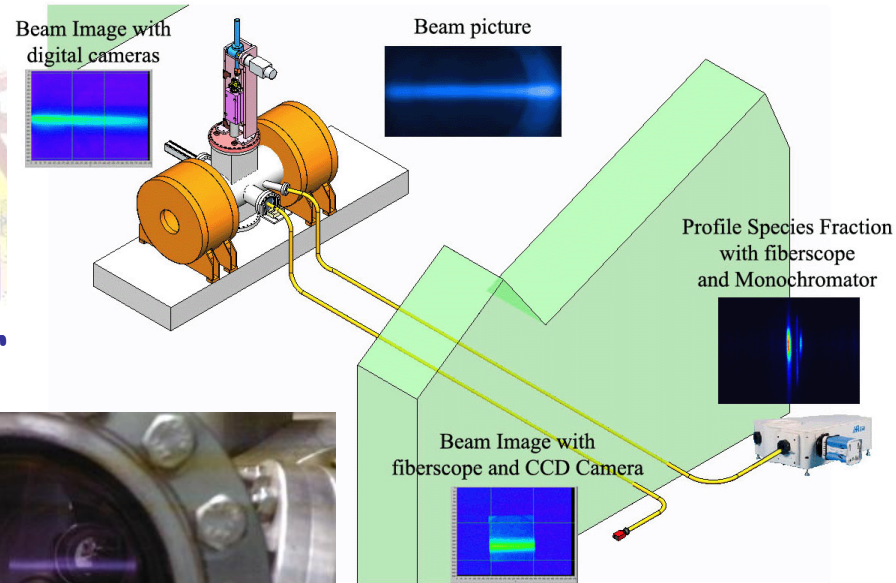 Beam Image with
digital cameras
Beam picture
Profile Species Fraction
with fiberscope
and Monochromator
Beam Image with
fiberscope and CCD Camera